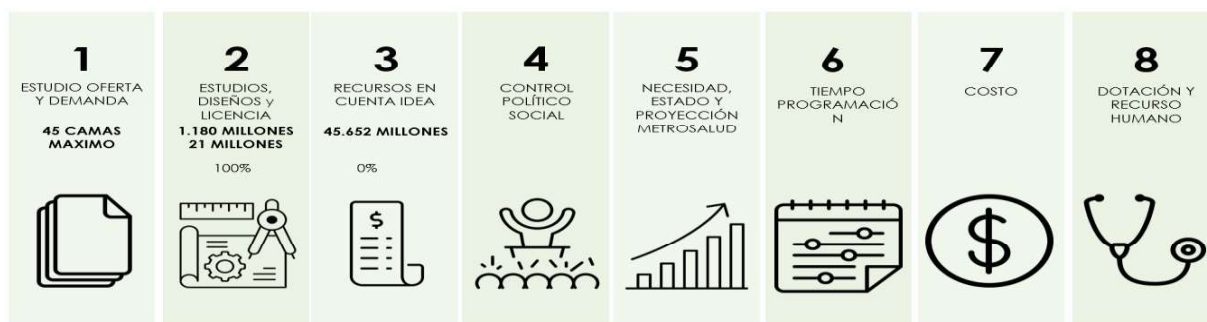 1
ESTUDIO OFERTA
Y DEMANDA
45 CAMAS
MAXIMO
2
ESTUDIOS,
DISEÑOS y
LICENCIA
1.180 MILLONES
21 MILLONES
100%
3
RECURSOS EN
CUENTA IDEA
45.652 MILLONES
0%
$
4
CONTROL
POLÍTICO
SOCIAL
5
NECESIDAD,
ESTADO Y
PROYECCIÓN
METROSALUD
6
TIEMPO
PROGRAMACIÓ
N
7
COSTO
$
8
DOTACIÓN Y
RECURSO
HUMANO